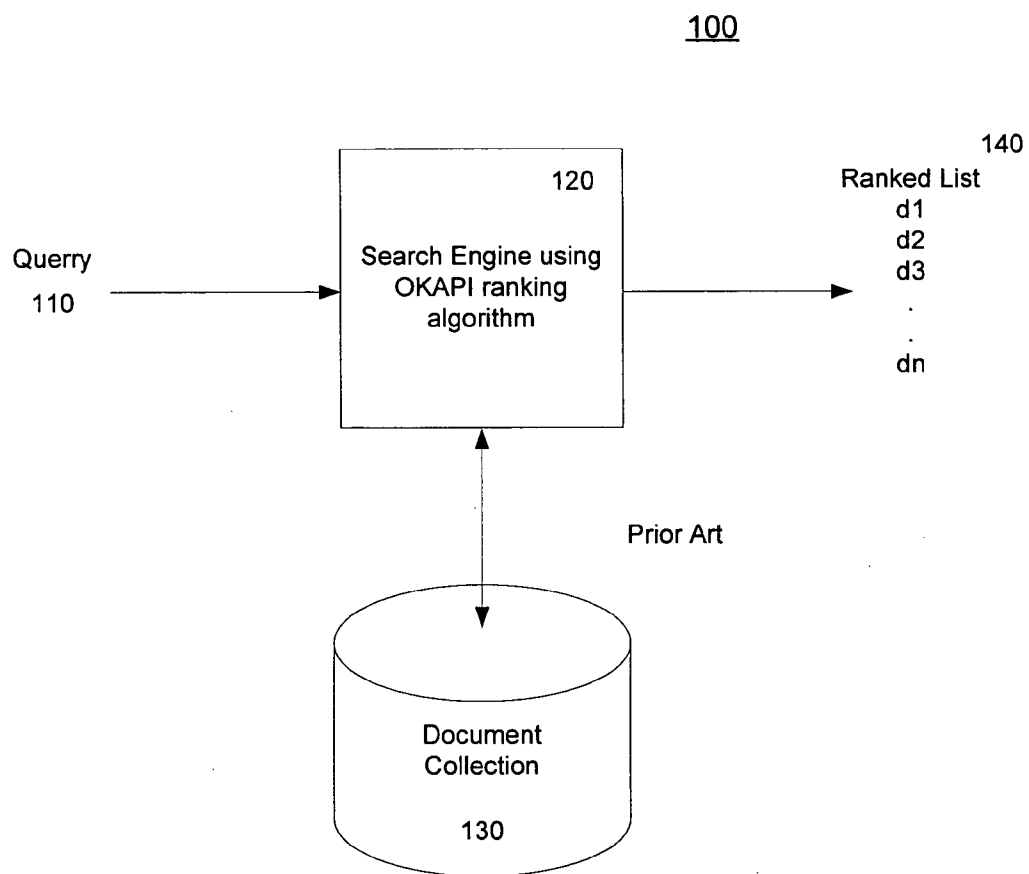 100
140
Ranked List
d1
d2
d3
.
.
dn
120
Search Engine using
OKAPI ranking
algorithm
Querry
110
Prior Art
Document
Collection
130